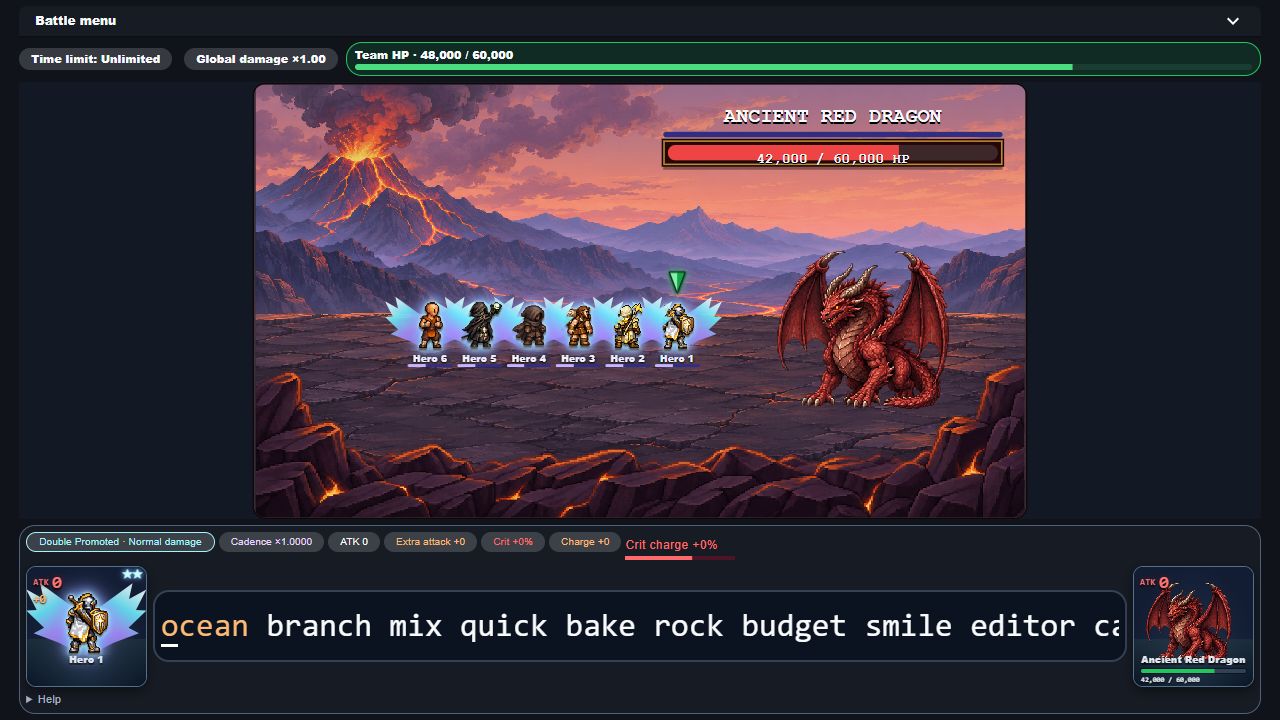 Battle menu
Time limit: Unlimited
Global damage ×1.00
Team HP · 48,000 / 60,000
ANCIENT RED DRAGON
42,000 / 60,000 HP
Hero 6 Hero 5 Hero 4 Hero 3 Hero 2 Hero 1
Double Promoted · Normal damage
Cadence ×1.0000
ATK 0
Extra attack +0
Crit +0%
Charge +0
Crit charge +0%
ATK 0
+0
Hero 1
ocean branch mix quick bake rock budget smile editor
ATK 0
Ancient Red Dragon
42,000 / 60,000
Help